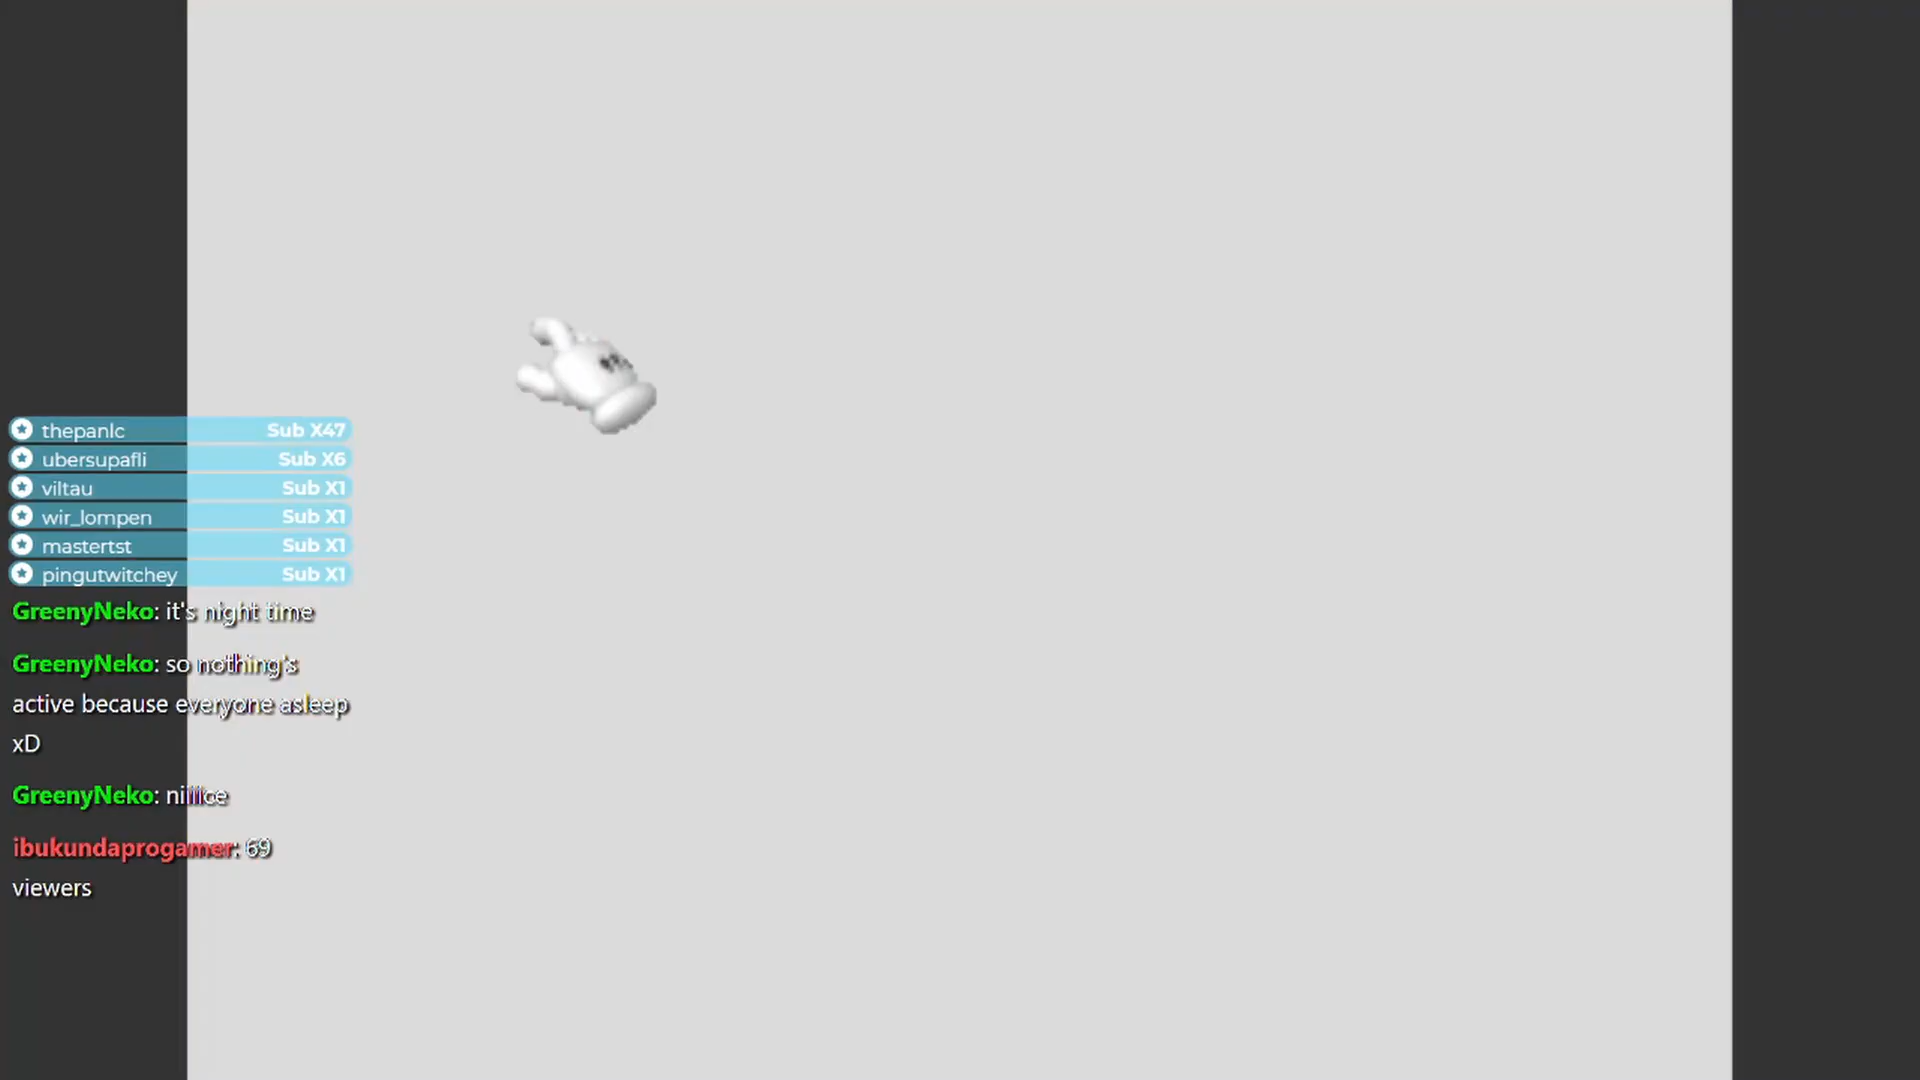 thepanlc Sub X47
ubersupafli Sub X6
viltau Sub X1
wir_lompen Sub X1
mastertst Sub X1
pingutwitchey Sub X1
GreenyNeko: it's night time
GreenyNeko: so nothing's
active because everyone asleep
xD
GreenyNeko: niiiice
ibukundaprogamer: 69
viewers